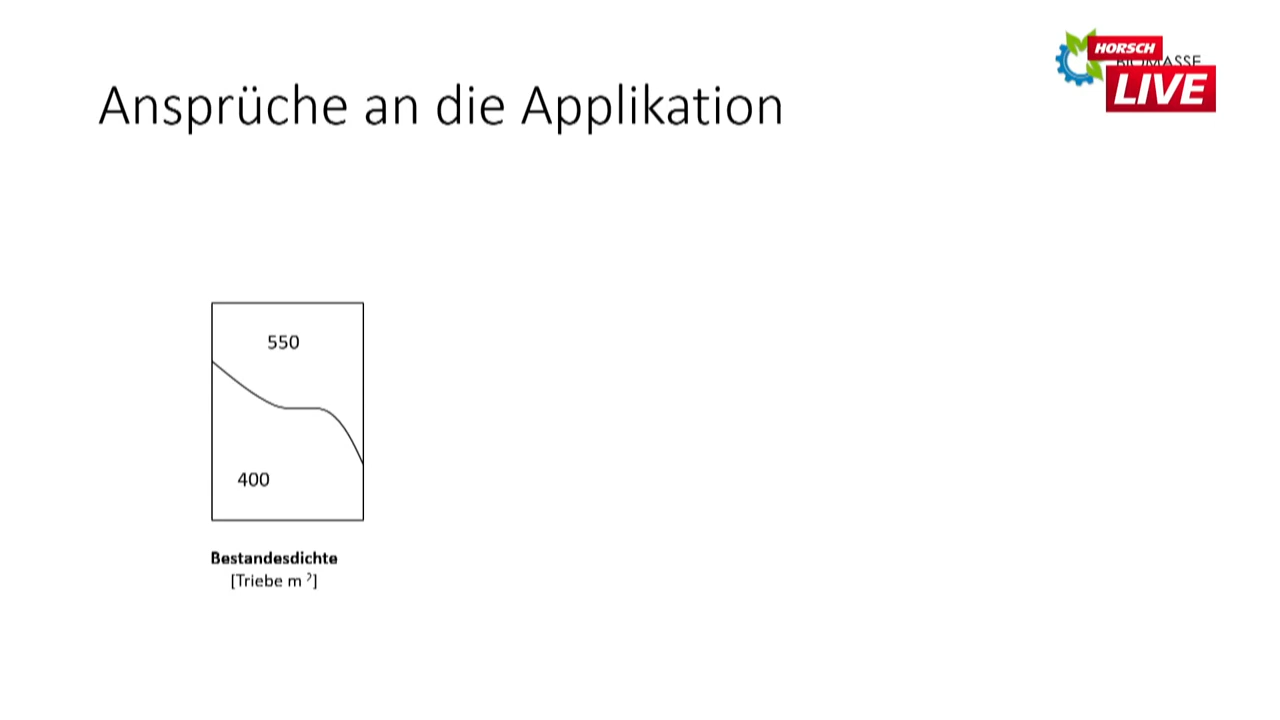 Ansprüche an die Applikation
HORSCH
LIVE
550
400
Bestandesdichte
[Triebe m ²]